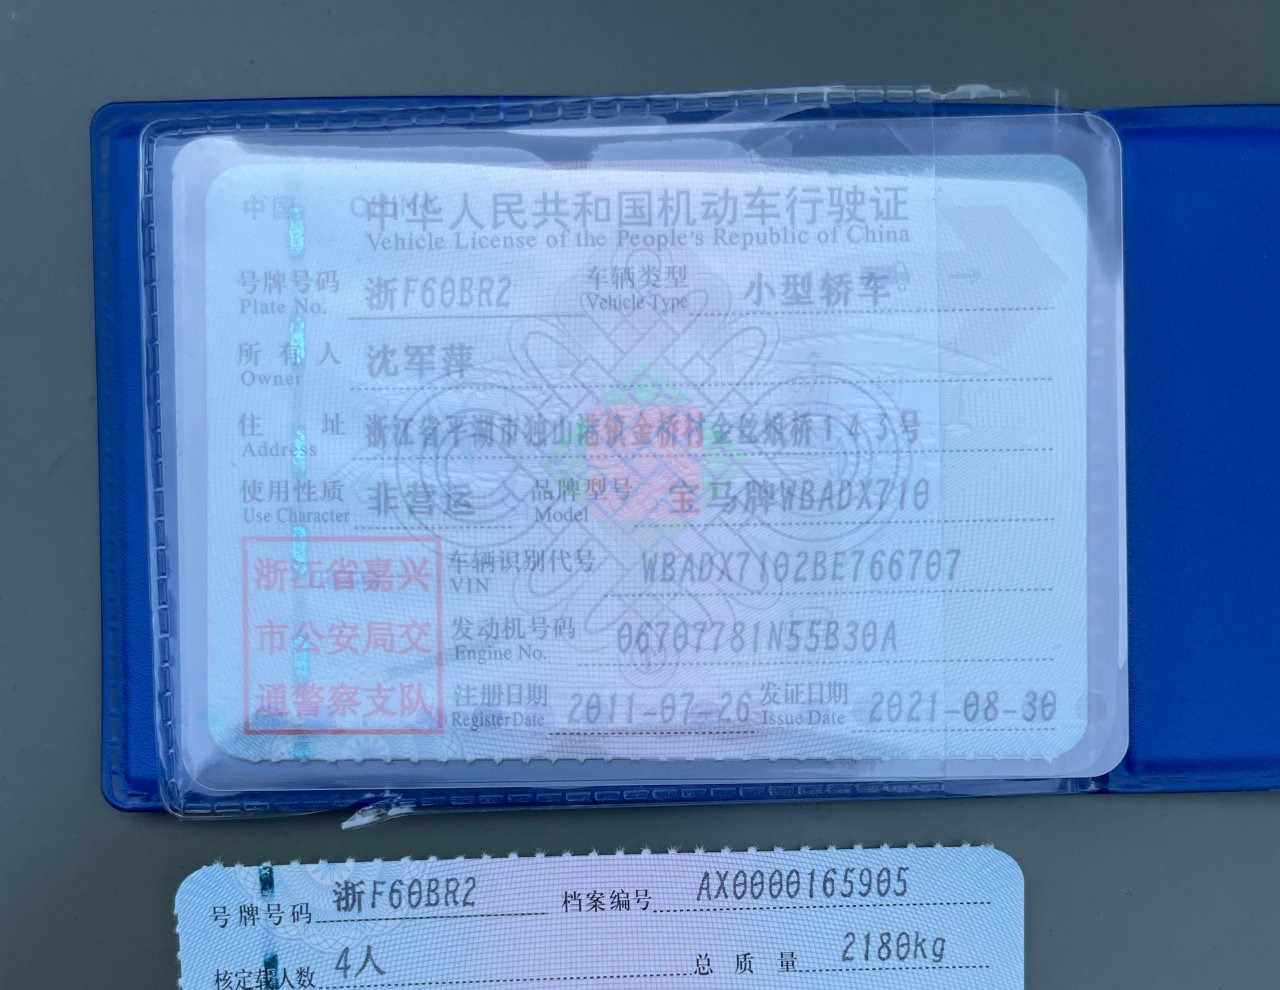 中国 CHINA
中华人民共和国机动车行驶证
Vehicle License of the People's Republic of China
号牌号码 浙F60BR2 车辆类型 小型轿车
Plate No. Vehicle Type
所有人 沈军萍
Owner
住址 浙江省平湖市独山港镇金桥村金丝娘桥143号
Address
使用性质 非营运 品牌型号 宝马牌WBADX710
Use Character Model
浙江省嘉兴
市公安局交
通警察支队
车辆识别代号 WBADX7102BE766707
VIN
发动机号码 06707781N55B30A
Engine No.
注册日期 2011-07-26 发证日期 2021-08-30
Register Date Issue Date
号牌号码 浙F60BR2 档案编号 AX0000165905
核定载人数 4人 总质量 2180kg